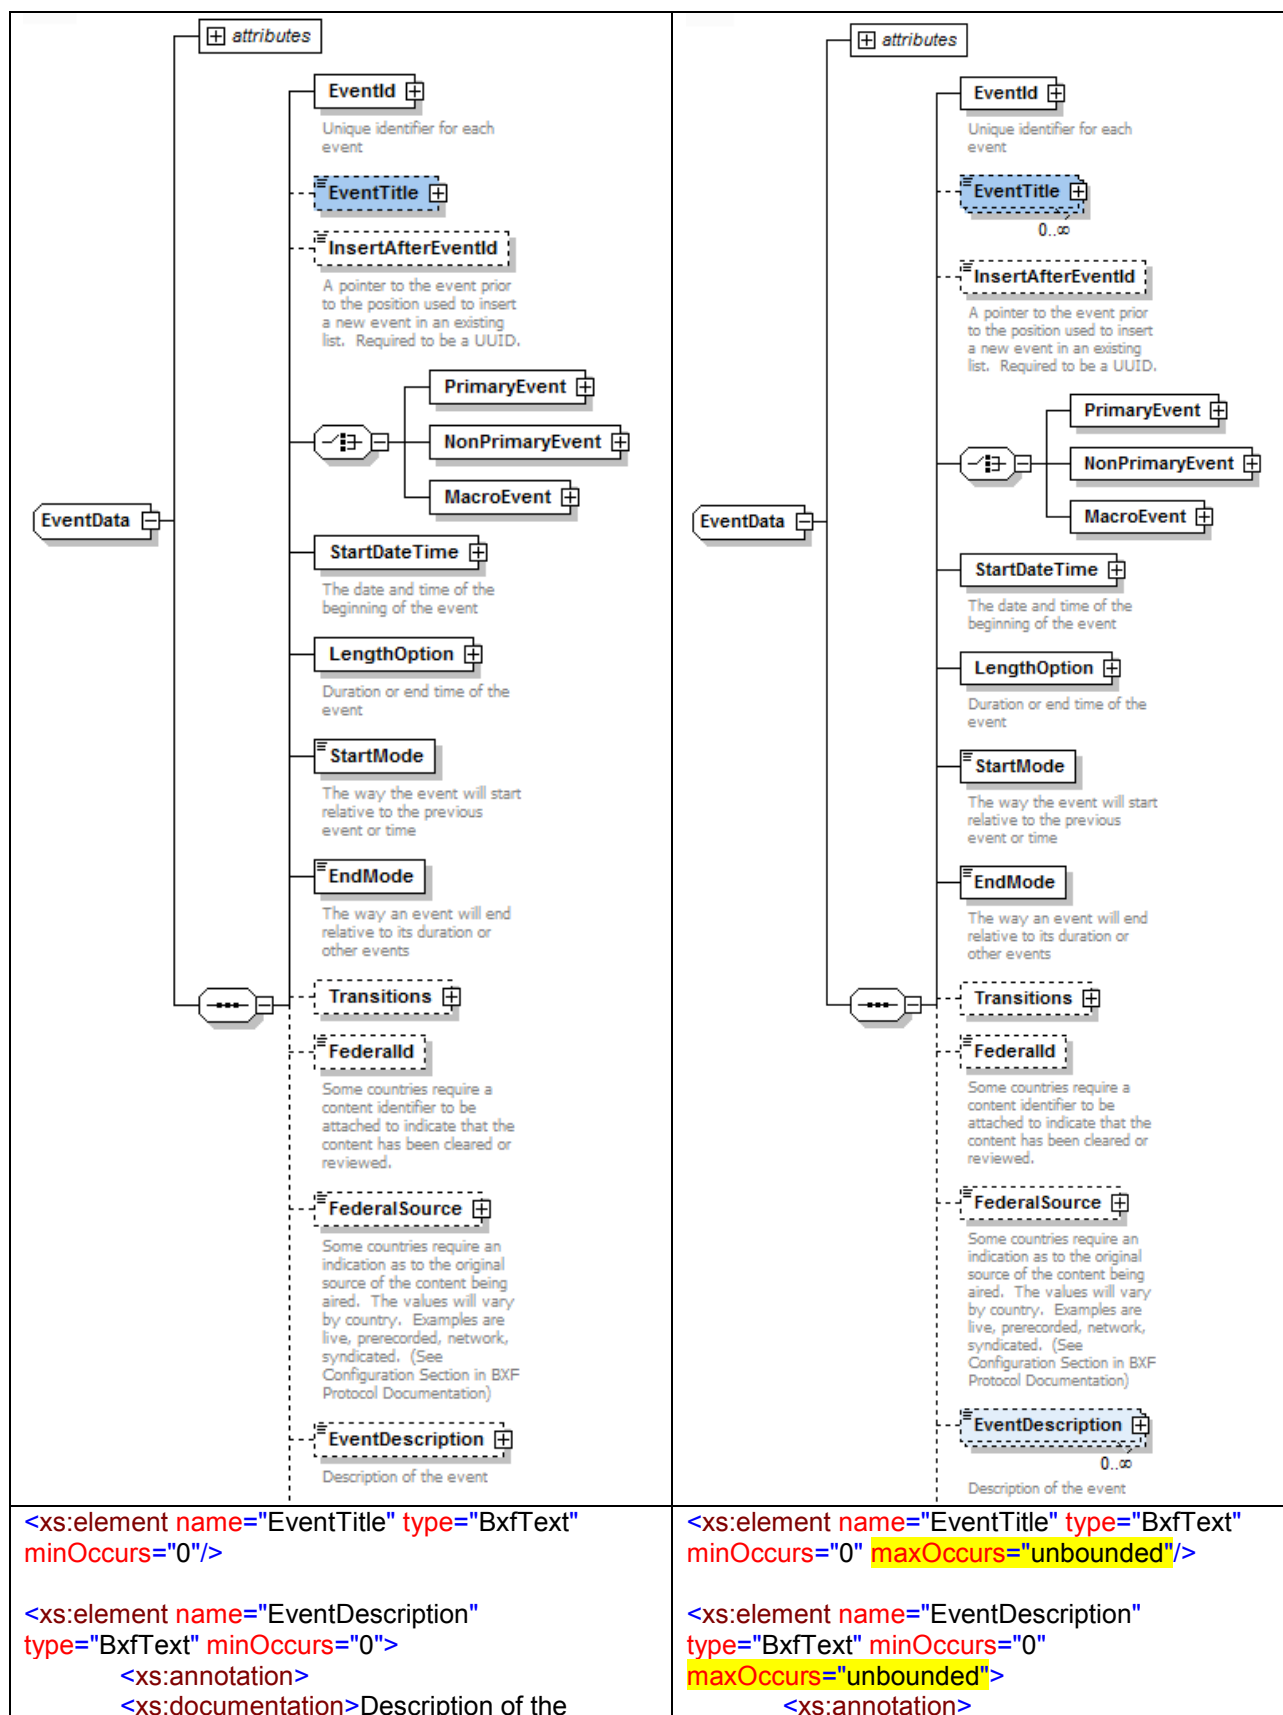 attributes
EventId
Unique identifier for each
event
EventTitle
InsertAfterEventId
A pointer to the event prior
to the position used to insert
a new event in an existing
list. Required to be a UUID.
PrimaryEvent
NonPrimaryEvent
MacroEvent
EventData
StartDateTime
The date and time of the
beginning of the event
LengthOption
Duration or end time of the
event
StartMode
The way the event will start
relative to the previous
event or time
EndMode
The way an event will end
relative to its duration or
other events
Transitions
FederalId
Some countries require a
content identifier to be
attached to indicate that the
content has been cleared or
reviewed.
FederalSource
Some countries require an
indication as to the original
source of the content being
aired. The values will vary
by country. Examples are
live, prerecorded, network,
syndicated. (See
Configuration Section in BXF
Protocol Documentation)
EventDescription
Description of the event
<xs:element name="EventTitle" type="BxfText"
minOccurs="0"/>
<xs:element name="EventDescription"
type="BxfText" minOccurs="0">
<xs:annotation>
<xs:documentation>Description of the
attributes
EventId
Unique identifier for each
event
EventTitle
0..∞
InsertAfterEventId
A pointer to the event prior
to the position used to insert
a new event in an existing
list. Required to be a UUID.
PrimaryEvent
NonPrimaryEvent
MacroEvent
EventData
StartDateTime
The date and time of the
beginning of the event
LengthOption
Duration or end time of the
event
StartMode
The way the event will start
relative to the previous
event or time
EndMode
The way an event will end
relative to its duration or
other events
Transitions
FederalId
Some countries require a
content identifier to be
attached to indicate that the
content has been cleared or
reviewed.
FederalSource
Some countries require an
indication as to the original
source of the content being
aired. The values will vary
by country. Examples are
live, prerecorded, network,
syndicated. (See
Configuration Section in BXF
Protocol Documentation)
EventDescription
0..∞
Description of the event
<xs:element name="EventTitle" type="BxfText"
minOccurs="0" maxOccurs="unbounded"/>
<xs:element name="EventDescription"
type="BxfText" minOccurs="0"
maxOccurs="unbounded">
<xs:annotation>